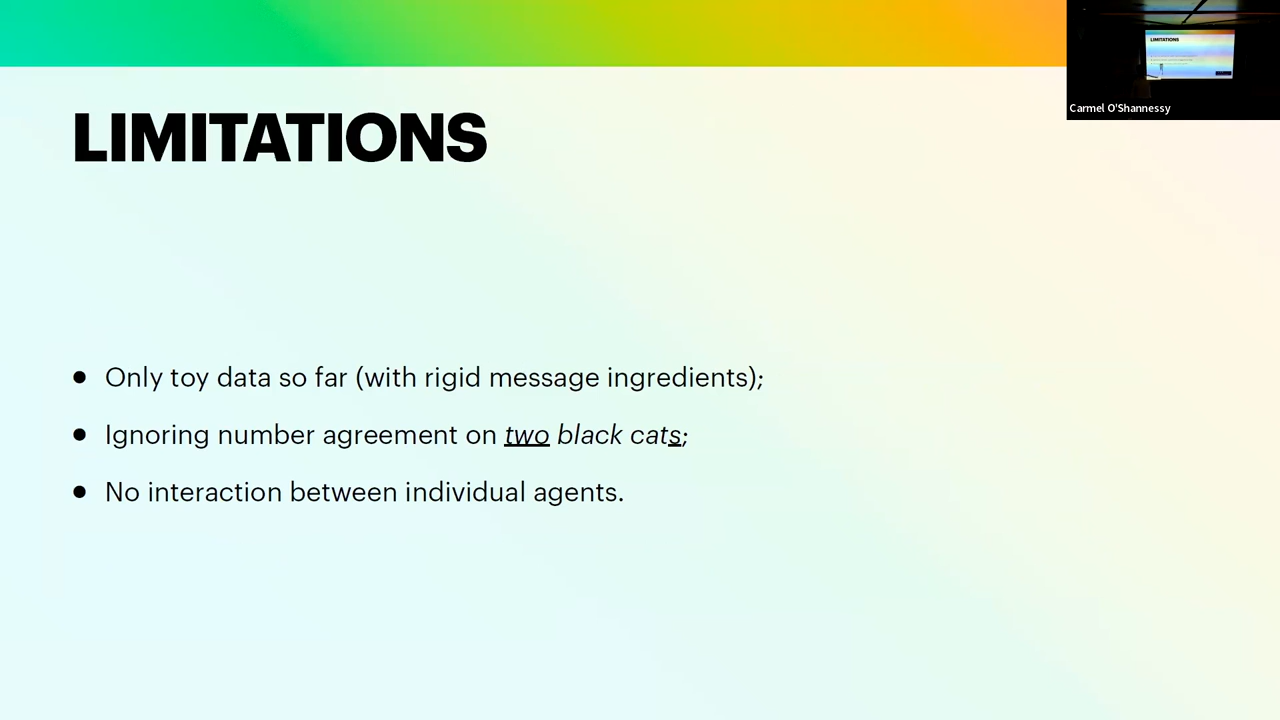 LIMITATIONS
Carmel O'Shannessy
LIMITATIONS
• Only toy data so far (with rigid message ingredients);
• Ignoring number agreement on two black cats;
• No interaction between individual agents.